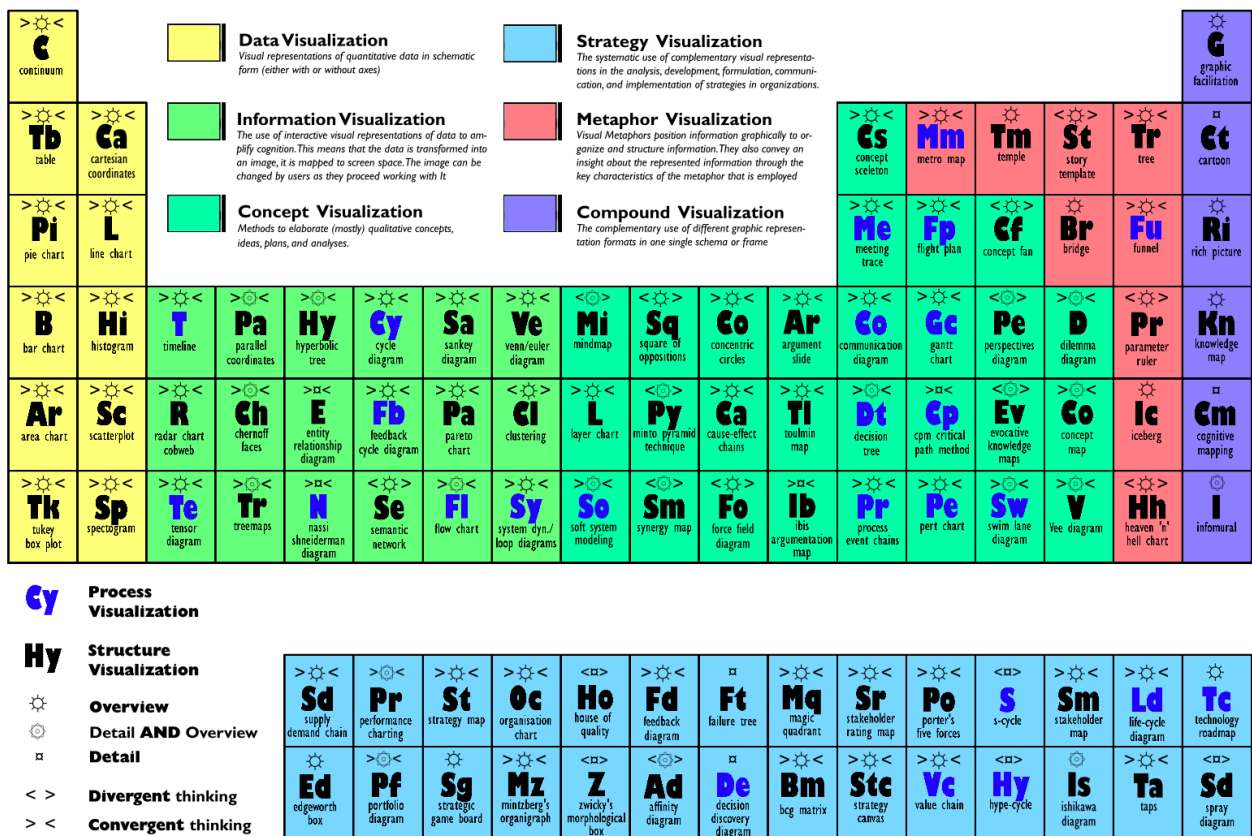 > ☼ <
C
continuum
Data Visualization
Visual representations of quantitative data in schematic
form (either with or without axes)
Strategy Visualization
The systematic use of complementary visual representa-
tions in the analysis, development, formulation, communi-
cation, and implementation of strategies in organizations.
G
graphic
facilitation
Tb
table
Ca
cartesian
coordinates
Information Visualization
The use of interactive visual representations of data to am-
plify cognition. This means that the data is transformed into
an image, it is mapped to screen space. The image can be
changed by users as they proceed working with It
Metaphor Visualization
Visual Metaphors position information graphically to or-
ganize and structure information. They also convey an
insight about the represented information through the
key characteristics of the metaphor that is employed
Cs
concept
sceleton
Mm
metro map
Tm
temple
St
story
template
Tr
tree
Ct
cartoon
Pi
pie chart
L
line chart
Concept Visualization
Methods to elaborate (mostly) qualitative concepts,
ideas, plans, and analyses.
Compound Visualization
The complementary use of different graphic represen-
tation formats in one single schema or frame
Me
meeting
trace
Fp
flight plan
Cf
concept fan
Br
bridge
Fu
funnel
Ri
rich picture
B
bar chart
Hi
histogram
T
timeline
Pa
parallel
coordinates
Hy
hyperbolic
tree
Cy
cycle
diagram
Sa
sankey
diagram
Ve
venn/euler
diagram
Mi
mindmap
Sq
square of
oppositions
Co
concentric
circles
Ar
argument
slide
Co
communication
diagram
Gc
gantt
chart
Pe
perspectives
diagram
D
dilemma
diagram
Pr
parameter
ruler
Kn
knowledge
map
Ar
area chart
Sc
scatterplot
R
radar chart
cobweb
Ch
chernoff
faces
E
entity
relationship
diagram
Fb
feedback
cycle diagram
Pa
pareto
chart
Cl
clustering
L
layer chart
Py
minto pyramid
technique
Ca
cause-effect
chains
Tl
toulmin
map
Dt
decision
tree
Cp
cpm critical
path method
Ev
evocative
knowledge
maps
Co
concept
map
Ic
iceberg
Cm
cognitive
mapping
Tk
tukey
box plot
Sp
spectogram
Te
tensor
diagram
Tr
treemaps
N
nassi
shneiderman
diagram
Se
semantic
network
Fl
flow chart
Sy
system dyn./
loop diagrams
So
soft system
modeling
Sm
synergy map
Fo
force field
diagram
Ib
ibis
argumentation
map
Pr
process
event chains
Pe
pert chart
Sw
swim lane
diagram
V
Vee diagram
Hh
heaven 'n'
hell chart
I
infomural
Cy
Process
Visualization
Hy
Structure
Visualization
☼ Overview
Detail AND Overview
¤ Detail
< > Divergent thinking
> < Convergent thinking
Sd
supply
demand chain
Pr
performance
charting
St
strategy map
Oc
organisation
chart
Ho
house of
quality
Fd
feedback
diagram
Ft
failure tree
Mq
magic
quadrant
Sr
stakeholder
rating map
Po
porter's
five forces
S
s-cycle
Sm
stakeholder
map
Ld
life-cycle
diagram
Tc
technology
roadmap
Ed
edgeworth
box
Pf
portfolio
diagram
Sg
strategic
game board
Mz
mintzberg's
organigraph
Z
zwicky's
morphological
box
Ad
affinity
diagram
De
decision
discovery
diagram
Bm
bcg matrix
Stc
strategy
canvas
Vc
value chain
Hy
hype-cycle
Is
ishikawa
diagram
Ta
taps
Sd
spray
diagram